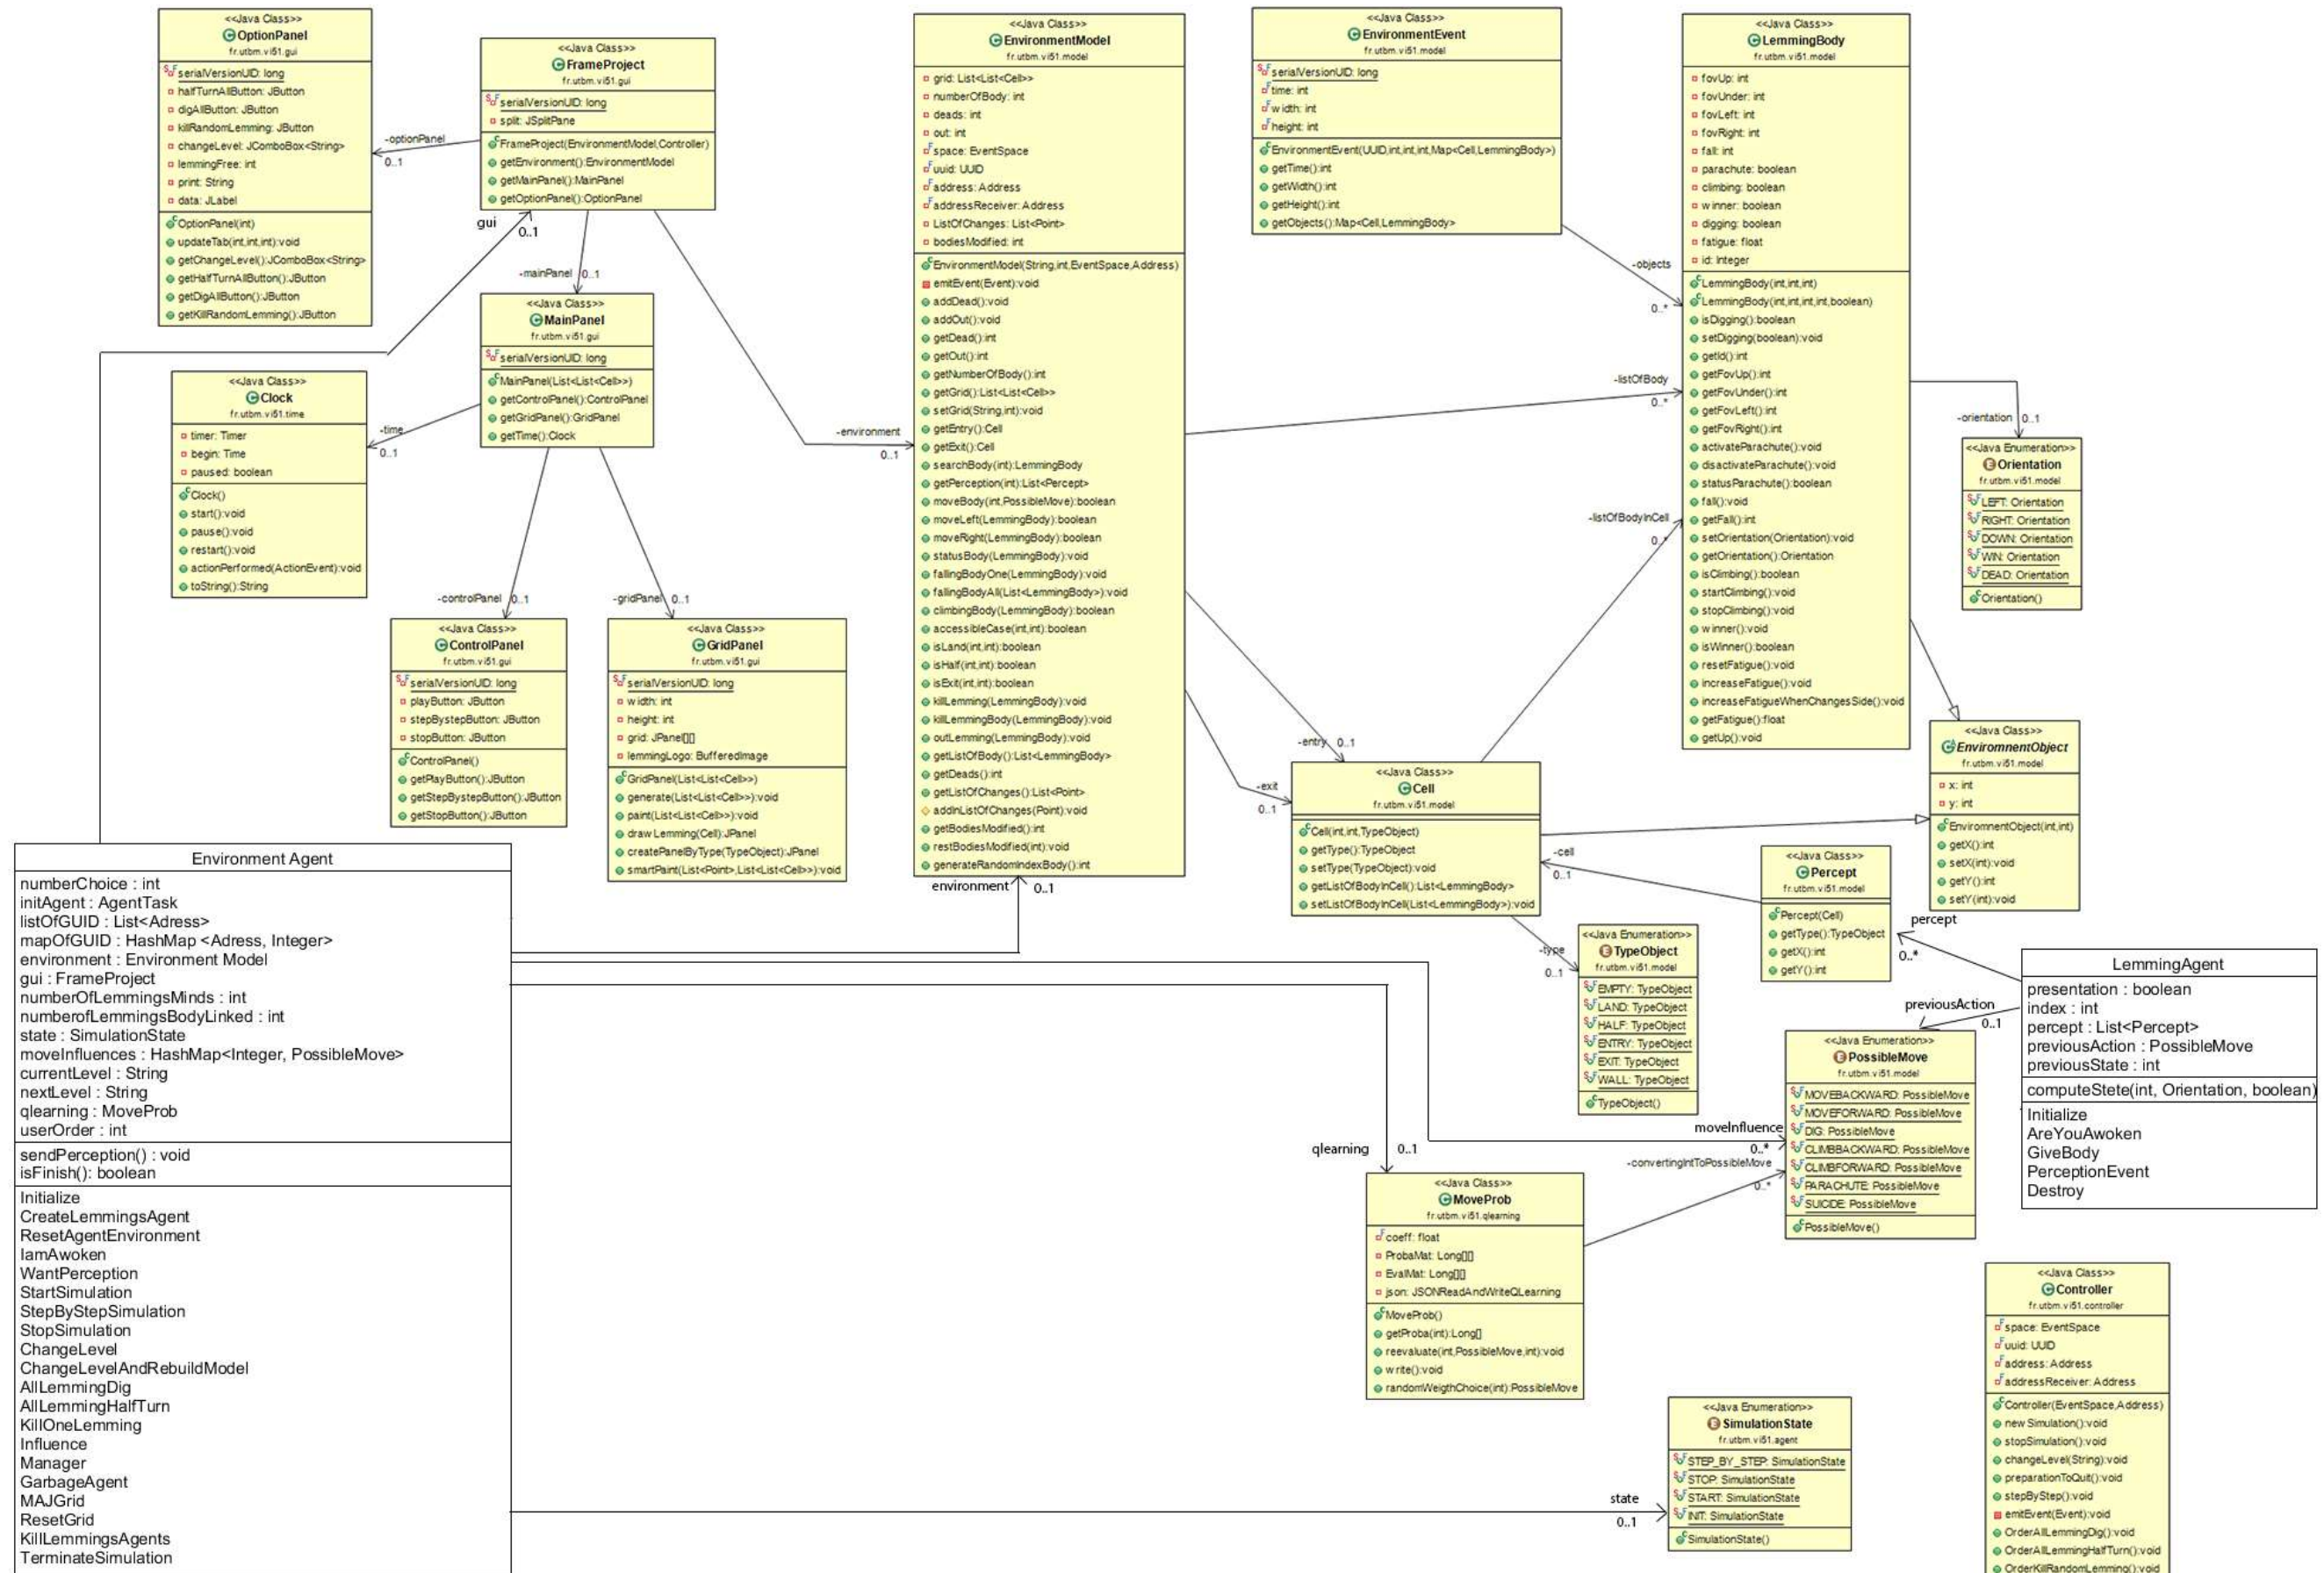 <<Java Class>>
OptionPanel
fr.utbm.vi51.gui
serialVersionUID: long
halfTurnAllButton: JButton
digAllButton: JButton
killRandomLemming: JButton
changeLevel: JComboBox<String>
lemmingFree: int
print: String
data: JLabel
OptionPanel(int)
updateTab(int,int,int):void
getChangeLevel():JComboBox<String>
getHalfTurnAllButton():JButton
getDigAllButton():JButton
getKillRandomLemming():JButton
-optionPanel
0..1
<<Java Class>>
FrameProject
fr.utbm.vi51.gui
serialVersionUID: long
split: JSplitPane
FrameProject(EnvironmentModel,Controller)
getEnvironment():EnvironmentModel
getMainPanel():MainPanel
getOptionPanel():OptionPanel
gui
0..1
-mainPanel
0..1
<<Java Class>>
MainPanel
fr.utbm.vi51.gui
serialVersionUID: long
MainPanel(List<List<Cell>>)
getControlPanel():ControlPanel
getGridPanel():GridPanel
getTime():Clock
-time
0..1
<<Java Class>>
Clock
fr.utbm.vi51.time
timer: Timer
begin: Time
paused: boolean
Clock()
start():void
pause():void
restart():void
actionPerformed(ActionEvent):void
toString():String
-controlPanel
0..1
-gridPanel
0..1
<<Java Class>>
ControlPanel
fr.utbm.vi51.gui
serialVersionUID: long
playButton: JButton
stepBystepButton: JButton
stopButton: JButton
ControlPanel()
getPlayButton():JButton
getStepBystepButton():JButton
getStopButton():JButton
<<Java Class>>
GridPanel
fr.utbm.vi51.gui
serialVersionUID: long
width: int
height: int
grid: JPanel[][]
lemmingLogo: BufferedImage
GridPanel(List<List<Cell>>)
generate(List<List<Cell>>):void
paint(List<List<Cell>>):void
drawLemming(Cell):JPanel
createPanelByType(TypeObject):JPanel
smartPaint(List<Point>,List<List<Cell>>):void
-environment
0..1
<<Java Class>>
EnvironmentModel
fr.utbm.vi51.model
grid: List<List<Cell>>
numberOfBody: int
deads: int
out: int
space: EventSpace
uuid: UUID
address: Address
addressReceiver: Address
ListOfChanges: List<Point>
bodiesModified: int
EnvironmentModel(String,int,EventSpace,Address)
emitEvent(Event):void
addDead():void
addOut():void
getDead():int
getOut():int
getNumberOfBody():int
getGrid():List<List<Cell>>
setGrid(String,int):void
getEntry():Cell
getExit():Cell
searchBody(int):LemmingBody
getPerception(int):List<Percept>
moveBody(int,PossibleMove):boolean
moveLeft(LemmingBody):boolean
moveRight(LemmingBody):boolean
statusBody(LemmingBody):void
fallingBodyOne(LemmingBody):void
fallingBodyAll(List<LemmingBody>):void
climbingBody(LemmingBody):boolean
accessibleCase(int,int):boolean
isLand(int,int):boolean
isHalf(int,int):boolean
isExit(int,int):boolean
killLemming(LemmingBody):void
killLemmingBody(LemmingBody):void
outLemming(LemmingBody):void
getListOfBody():List<LemmingBody>
getDeads():int
getListOfChanges():List<Point>
addInListOfChanges(Point):void
getBodiesModified():int
restBodiesModified(int):void
generateRandomIndexBody():int
environment
0..1
<<Java Class>>
EnvironmentEvent
fr.utbm.vi51.model
serialVersionUID: long
time: int
width: int
height: int
EnvironmentEvent(UUID,int,int,int,Map<Cell,LemmingBody>)
getTime():int
getWidth():int
getHeight():int
getObjects():Map<Cell,LemmingBody>
-objects
0..*
-listOfBody
0..*
-listOfBodyInCell
0..*
<<Java Class>>
LemmingBody
fr.utbm.vi51.model
fovUp: int
fovUnder: int
fovLeft: int
fovRight: int
fall: int
parachute: boolean
climbing: boolean
winner: boolean
digging: boolean
fatigue: float
id: Integer
LemmingBody(int,int,int)
LemmingBody(int,int,int,int,boolean)
isDigging():boolean
setDigging(boolean):void
getId():int
getFovUp():int
getFovUnder():int
getFovLeft():int
getFovRight():int
activateParachute():void
disactivateParachute():void
statusParachute():boolean
fall():void
getFall():int
setOrientation(Orientation):void
getOrientation():Orientation
isClimbing():boolean
startClimbing():void
stopClimbing():void
winner():void
isWinner():boolean
resetFatigue():void
increaseFatigue():void
increaseFatigueWhenChangesSide():void
getFatigue():float
getUp():void
-orientation
0..1
<<Java Enumeration>>
Orientation
fr.utbm.vi51.model
LEFT: Orientation
RIGHT: Orientation
DOWN: Orientation
WIN: Orientation
DEAD: Orientation
Orientation()
<<Java Class>>
EnviromnentObject
fr.utbm.vi51.model
x: int
y: int
EnviromnentObject(int,int)
getX():int
setX(int):void
getY():int
setY(int):void
-entry
0..1
-exit
0..1
<<Java Class>>
Cell
fr.utbm.vi51.model
Cell(int,int,TypeObject)
getType():TypeObject
setType(TypeObject):void
getListOfBodyInCell():List<LemmingBody>
setListOfBodyInCell(List<LemmingBody>):void
-cell
0..1
<<Java Class>>
Percept
fr.utbm.vi51.model
Percept(Cell)
getType():TypeObject
getX():int
getY():int
percept
0..*
-type
0..1
<<Java Enumeration>>
TypeObject
fr.utbm.vi51.model
EMPTY: TypeObject
LAND: TypeObject
HALF: TypeObject
ENTRY: TypeObject
EXIT: TypeObject
WALL: TypeObject
TypeObject()
LemmingAgent
presentation : boolean
index : int
percept : List<Percept>
previousAction : PossibleMove
previousState : int
computeStete(int, Orientation, boolean)
Initialize
AreYouAwoken
GiveBody
PerceptionEvent
Destroy
previousAction
0..1
<<Java Enumeration>>
PossibleMove
fr.utbm.vi51.model
MOVEBACKWARD: PossibleMove
MOVEFORWARD: PossibleMove
DIG: PossibleMove
CLIMBBACKWARD: PossibleMove
CLIMBFORWARD: PossibleMove
PARACHUTE: PossibleMove
SUICIDE: PossibleMove
PossibleMove()
moveInfluence
0..*
-convertingIntToPossibleMove
0..*
qlearning
0..1
<<Java Class>>
MoveProb
fr.utbm.vi51.qlearning
coeff: float
ProbaMat: Long[][]
EvalMat: Long[][]
json: JSONReadAndWriteQLearning
MoveProb()
getProba(int):Long[]
reevaluate(int,PossibleMove,int):void
write():void
randomWeigthChoice(int):PossibleMove
Environment Agent
numberChoice : int
initAgent : AgentTask
listOfGUID : List<Adress>
mapOfGUID : HashMap <Adress, Integer>
environment : Environment Model
gui : FrameProject
numberOfLemmingsMinds : int
numberofLemmingsBodyLinked : int
state : SimulationState
moveInfluences : HashMap<Integer, PossibleMove>
currentLevel : String
nextLevel : String
qlearning : MoveProb
userOrder : int
sendPerception() : void
isFinish(): boolean
Initialize
CreateLemmingsAgent
ResetAgentEnvironment
IamAwoken
WantPerception
StartSimulation
StepByStepSimulation
StopSimulation
ChangeLevel
ChangeLevelAndRebuildModel
AllLemmingDig
AllLemmingHalfTurn
KillOneLemming
Influence
Manager
GarbageAgent
MAJGrid
ResetGrid
KillLemmingsAgents
TerminateSimulation
state
0..1
<<Java Enumeration>>
SimulationState
fr.utbm.vi51.agent
STEP_BY_STEP: SimulationState
STOP: SimulationState
START: SimulationState
INIT: SimulationState
SimulationState()
<<Java Class>>
Controller
fr.utbm.vi51.controller
space: EventSpace
uuid: UUID
address: Address
addressReceiver: Address
Controller(EventSpace,Address)
newSimulation():void
stopSimulation():void
changeLevel(String):void
preparationToQuit():void
stepByStep():void
emitEvent(Event):void
OrderAllLemmingDig():void
OrderAllLemmingHalfTurn():void
OrderKillRandomLemming():void